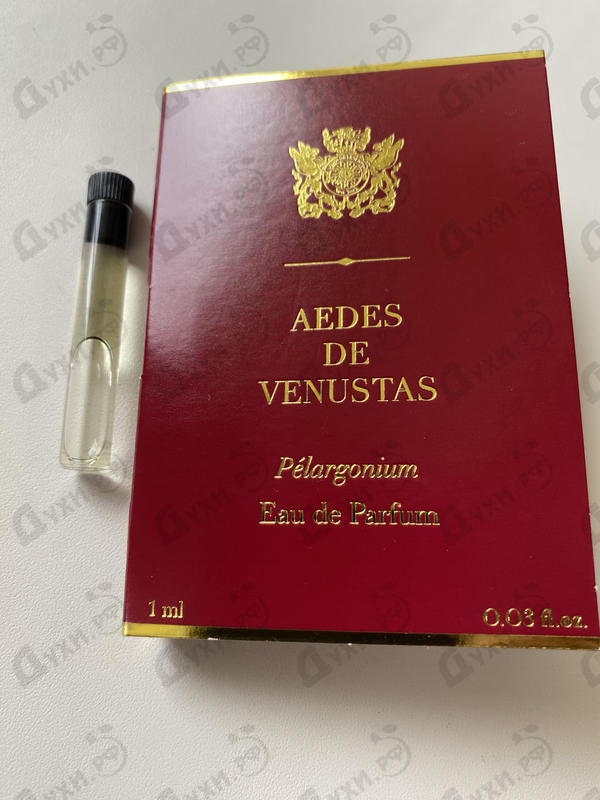 AEDES
DE
VENUSTAS
Pélargonium
Eau de Parfum
1 ml
0.03 fl.oz.
Духи.рф